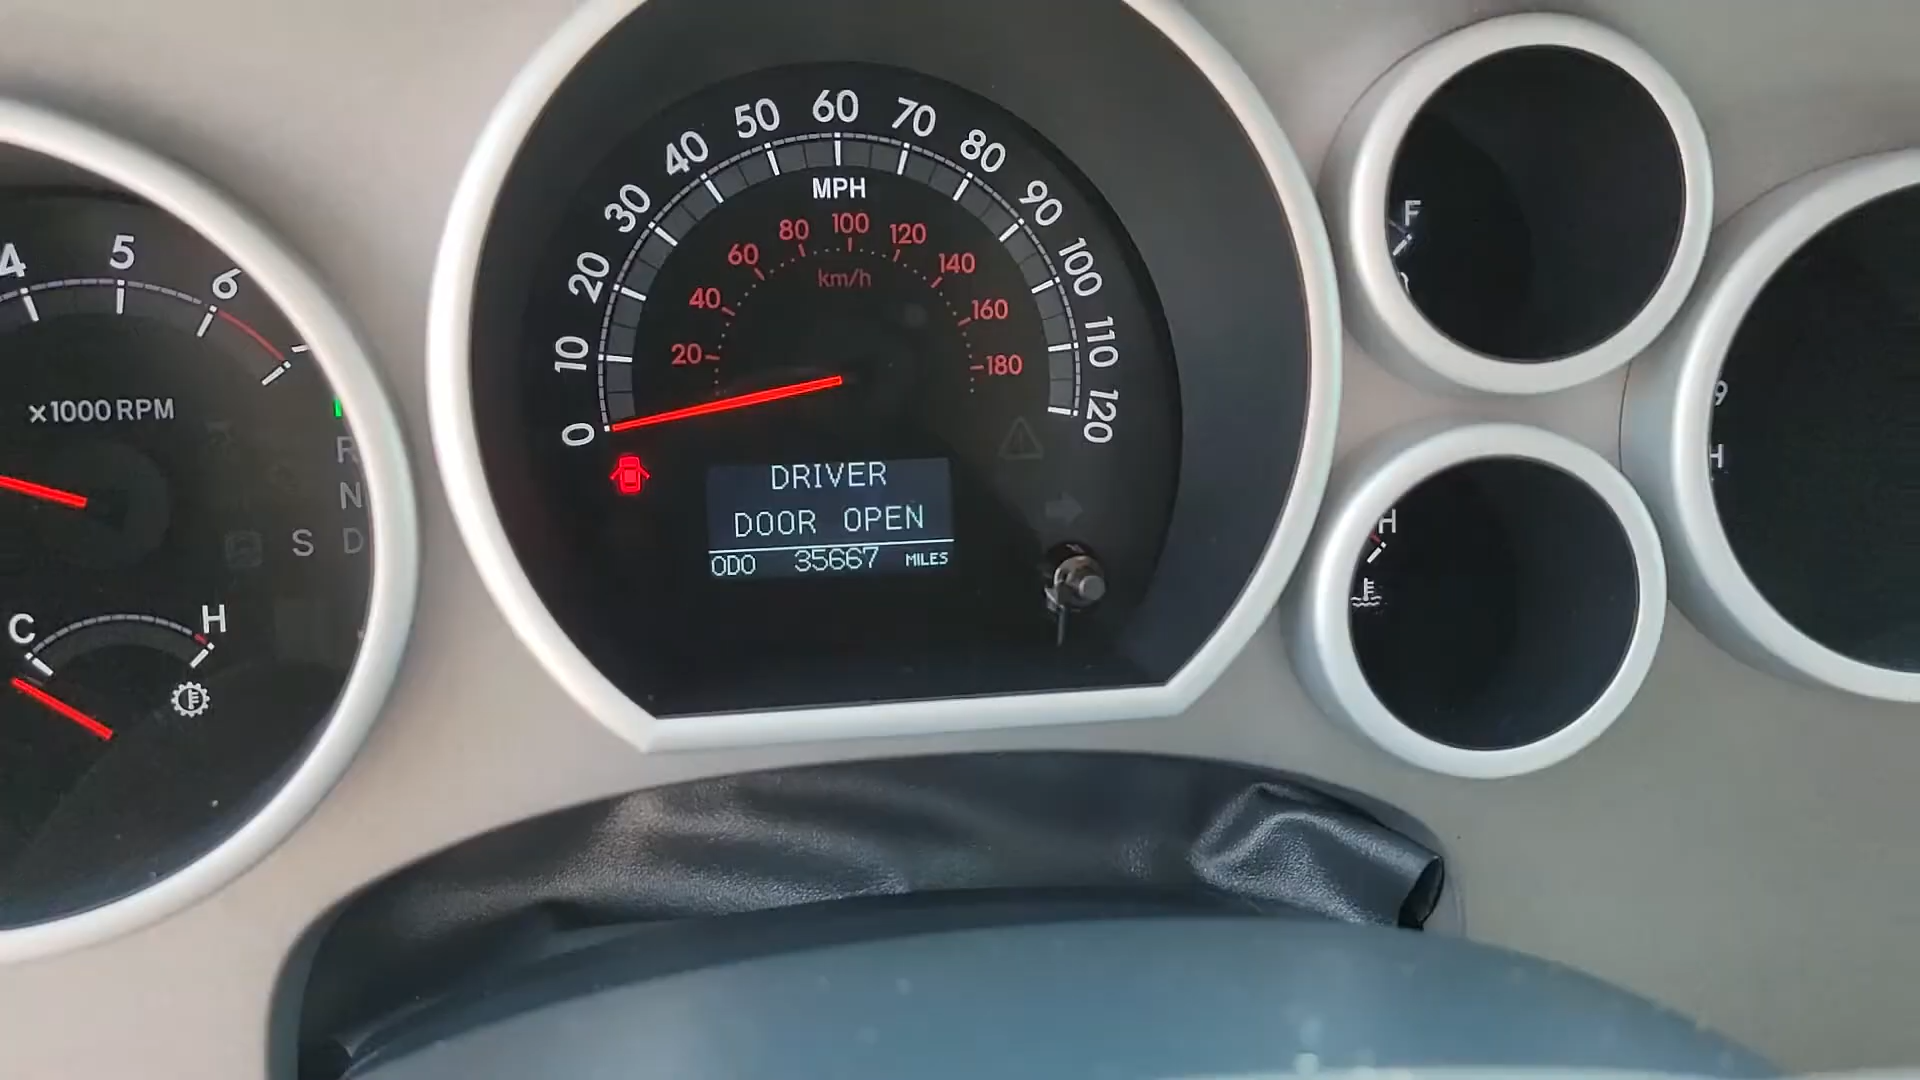 4 5 6
x1000 RPM
R
N
S D
C H
0 10 20 30 40 50 60 70 80 90 100 110 120
MPH
20 40 60 80 100 120 140 160 180
km/h
DRIVER
DOOR OPEN
ODO 35667 MILES
F
H
H